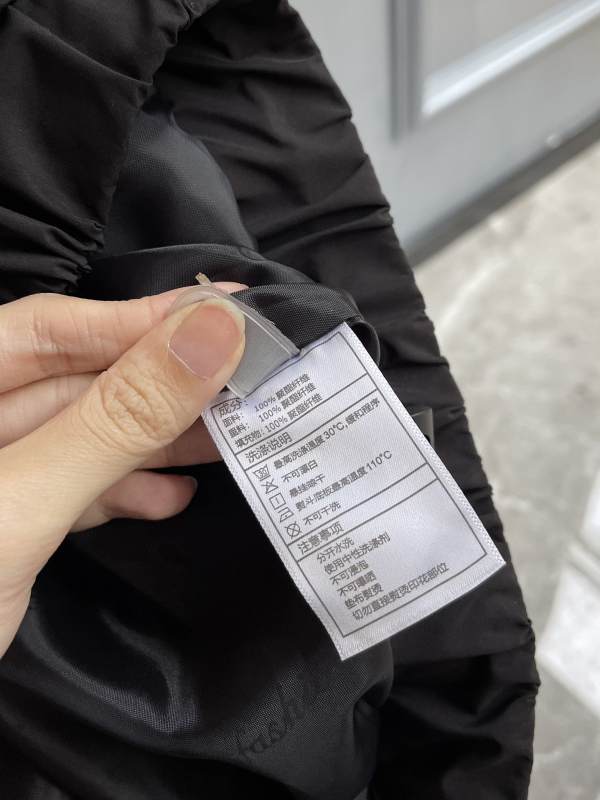 成分:
面料: 100% 聚酯纤维
里料: 100% 聚酯纤维
填充物: 100% 聚酯纤维
洗涤说明
最高洗涤温度30°C,缓和程序
不可漂白
悬挂晾干
熨斗底板最高温度110°C
不可干洗
注意事项
分开水洗
使用中性洗涤剂
不可浸泡
不可曝晒
垫布熨烫
切勿直接熨烫印花部位